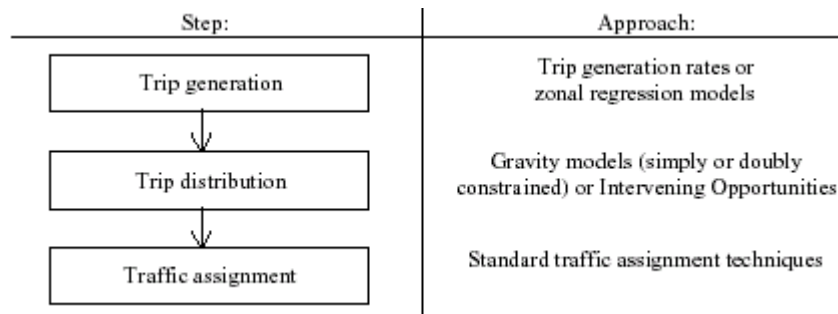 Step:
Approach:
Trip generation
Trip generation rates or
zonal regression models
Trip distribution
Gravity models (simply or doubly
constrained) or Intervening Opportunities
Traffic assignment
Standard traffic assignment techniques